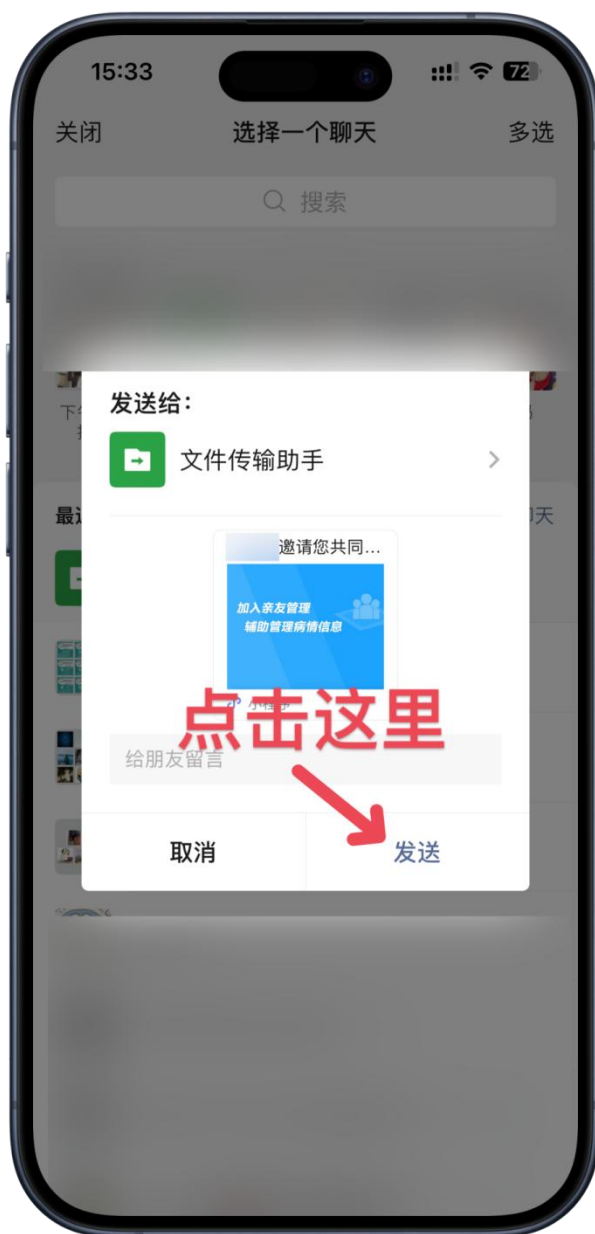 15:33
72
关闭
选择一个聊天
多选
搜索
发送给：
文件传输助手
邀请您共同...
加入亲友管理
辅助管理病情信息
点击这里
给朋友留言
取消
发送